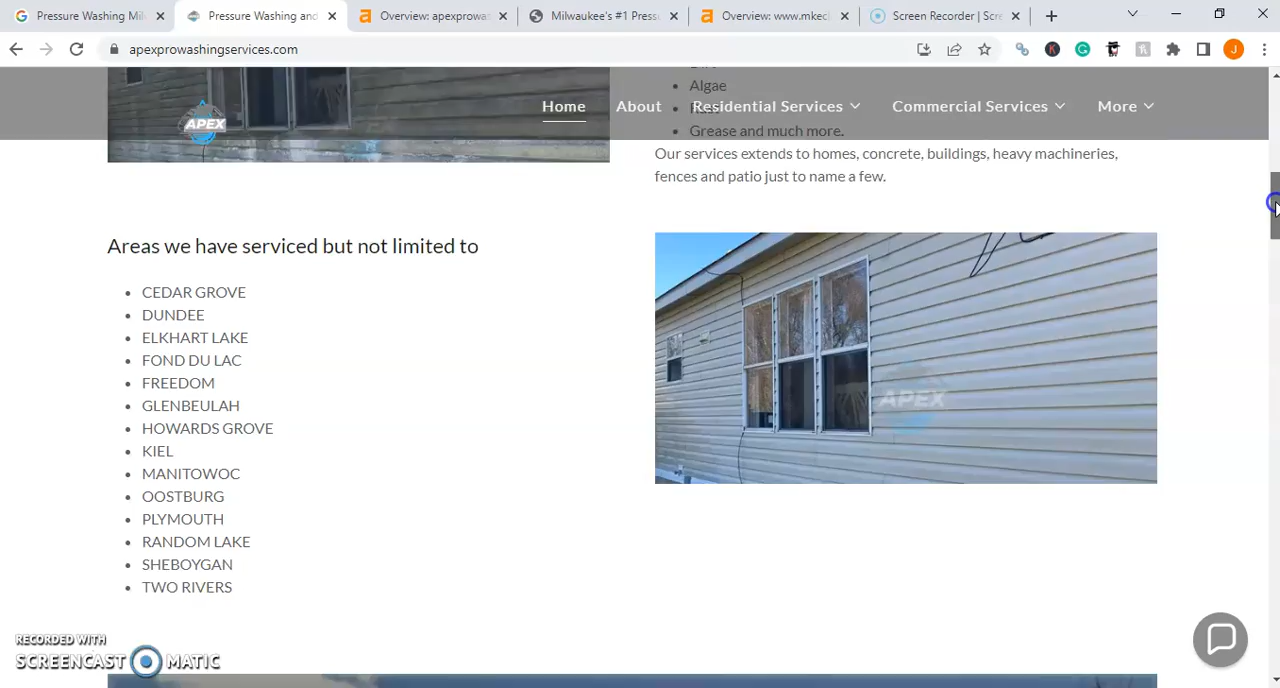 Pressure Washing Mil
Pressure Washing and
Overview: apexprowas
Milwaukee's #1 Press
Overview: www.mkec
Screen Recorder | Scre
apexprowashingservices.com
J
Algae
APEX
Home
About
Residential Services
Commercial Services
More
Grease and much more.
Our services extends to homes, concrete, buildings, heavy machineries,
fences and patio just to name a few.
Areas we have serviced but not limited to
CEDAR GROVE
DUNDEE
ELKHART LAKE
FOND DU LAC
FREEDOM
GLENBEULAH
HOWARDS GROVE
KIEL
MANITOWOC
OOSTBURG
PLYMOUTH
RANDOM LAKE
SHEBOYGAN
TWO RIVERS
APEX
RECORDED WITH
SCREENCAST MATIC